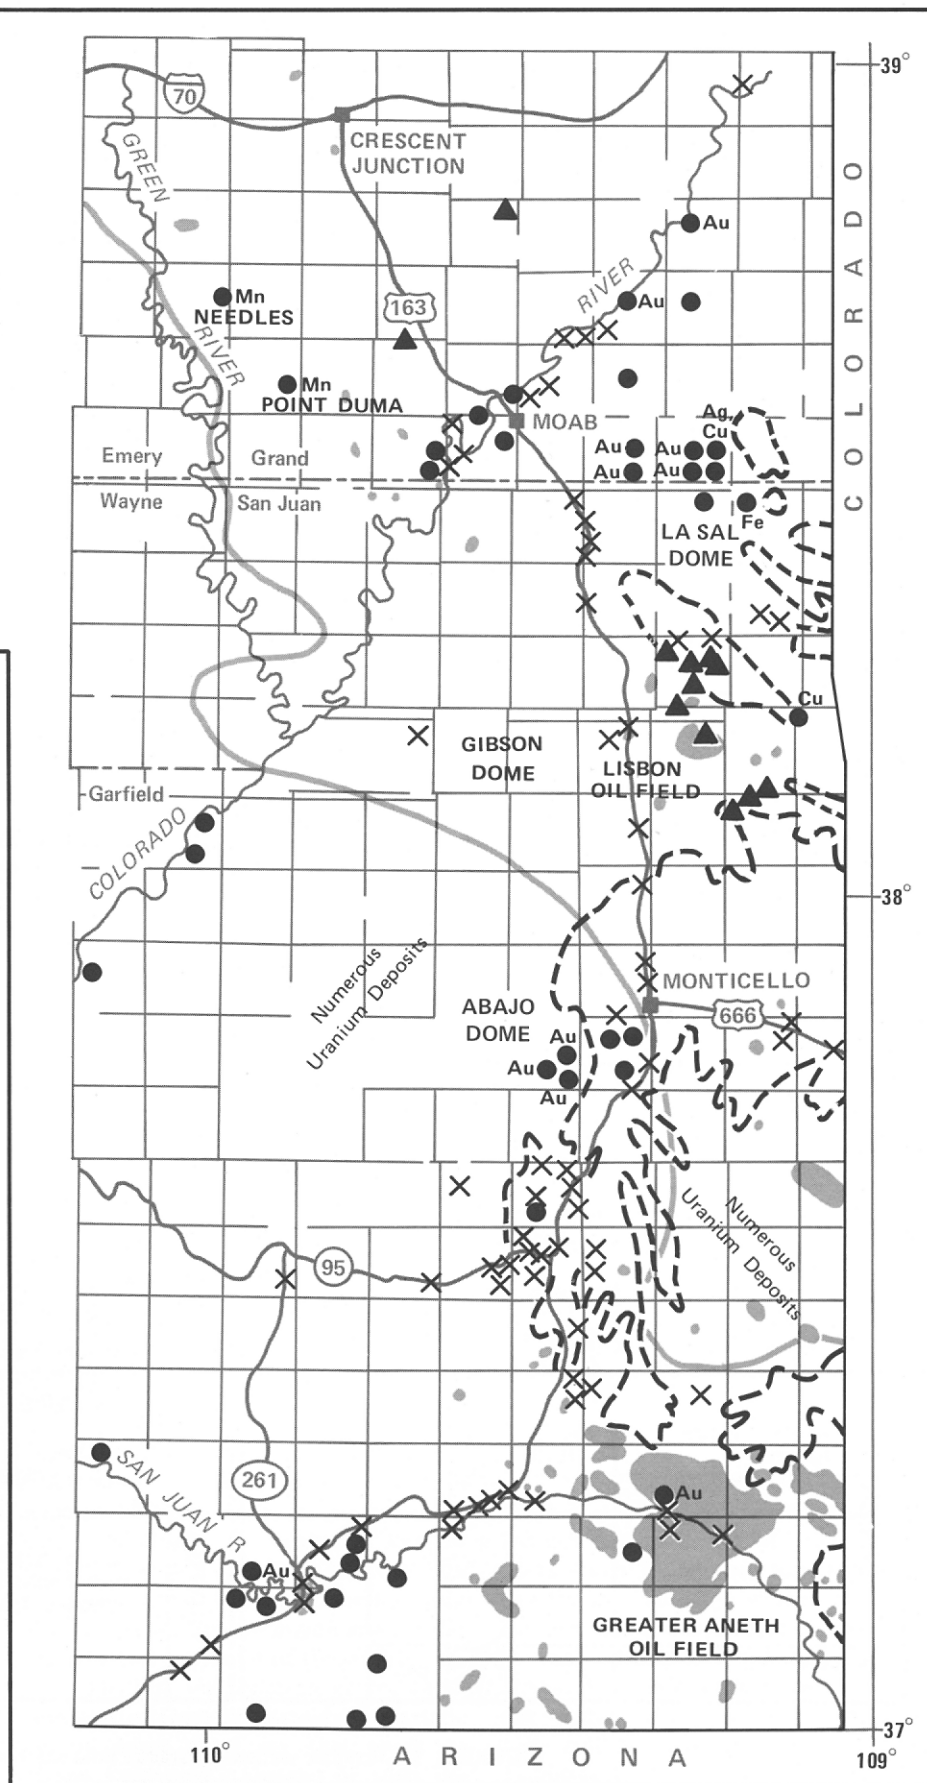 39°
70
GREEN
RIVER
CRESCENT
JUNCTION
COLORADO
Au
RIVER
Au
163
Mn
NEEDLES
Mn
POINT DUMA
MOAB
Ag,
Cu
Au
Au
Au
Au
Emery
Grand
Wayne
San Juan
Fe
LA SAL
DOME
Cu
GIBSON
DOME
LISBON
OIL FIELD
Garfield
COLORADO
38°
Numerous
Uranium Deposits
MONTICELLO
666
ABAJO
DOME
Au
Au
Au
Numerous
Uranium Deposits
95
261
SAN JUAN R
Au
Au
GREATER ANETH
OIL FIELD
37°
110°
ARIZONA
109°